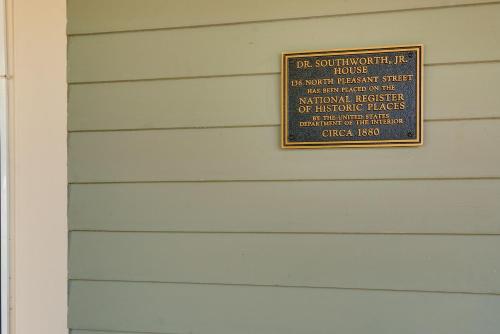 DR. SOUTHWORTH, JR.
HOUSE
136 NORTH PLEASANT STREET
HAS BEEN PLACED ON THE
NATIONAL REGISTER
OF HISTORIC PLACES
BY THE UNITED STATES
DEPARTMENT OF THE INTERIOR
CIRCA 1880